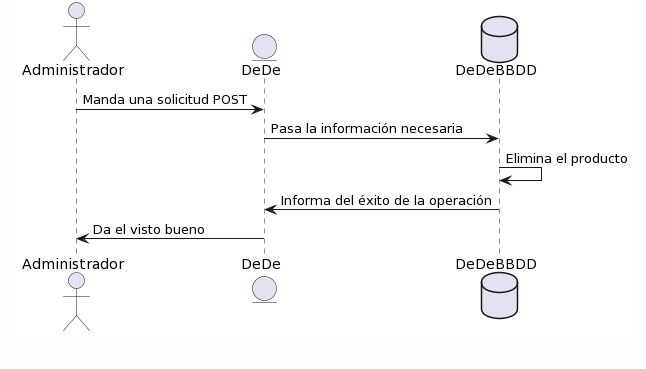 Administrador
DeDe
DeDeBBDD
Manda una solicitud POST
Pasa la información necesaria
Elimina el producto
Informa del éxito de la operación
Da el visto bueno
Administrador
DeDe
DeDeBBDD